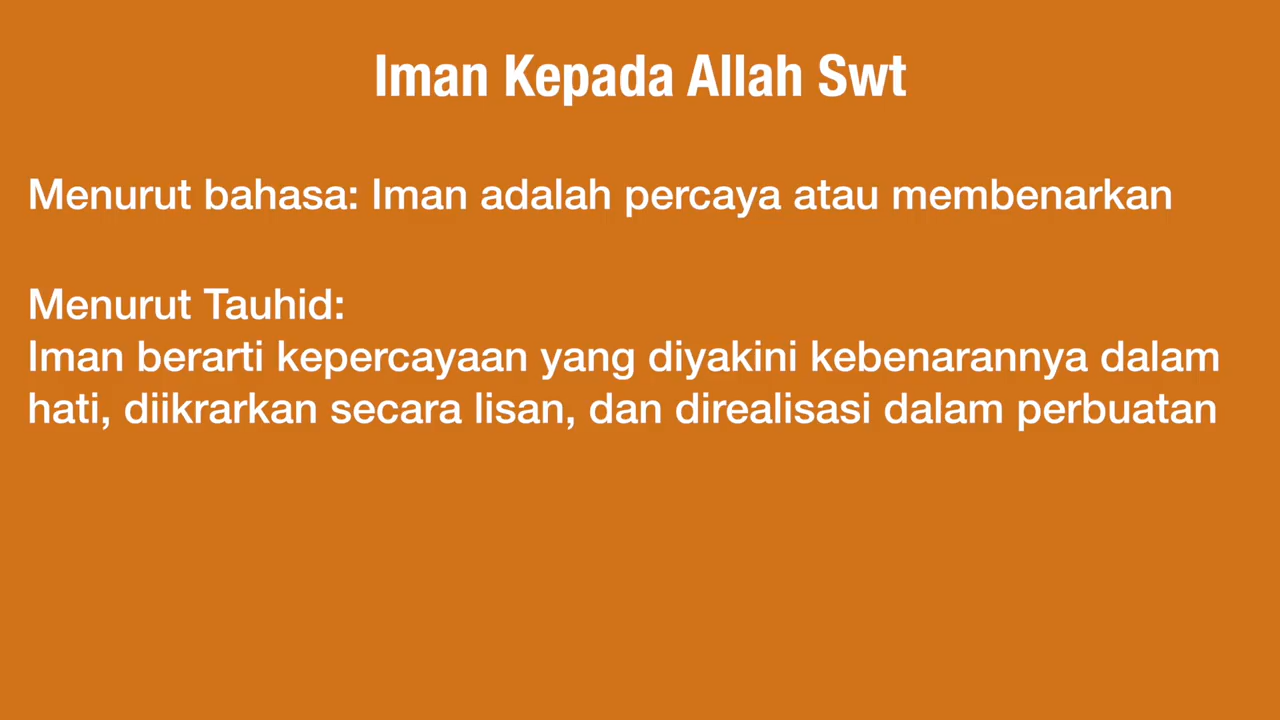 Iman Kepada Allah Swt
Menurut bahasa: Iman adalah percaya atau membenarkan
Menurut Tauhid:
Iman berarti kepercayaan yang diyakini kebenarannya dalam
hati, diikrarkan secara lisan, dan direalisasi dalam perbuatan